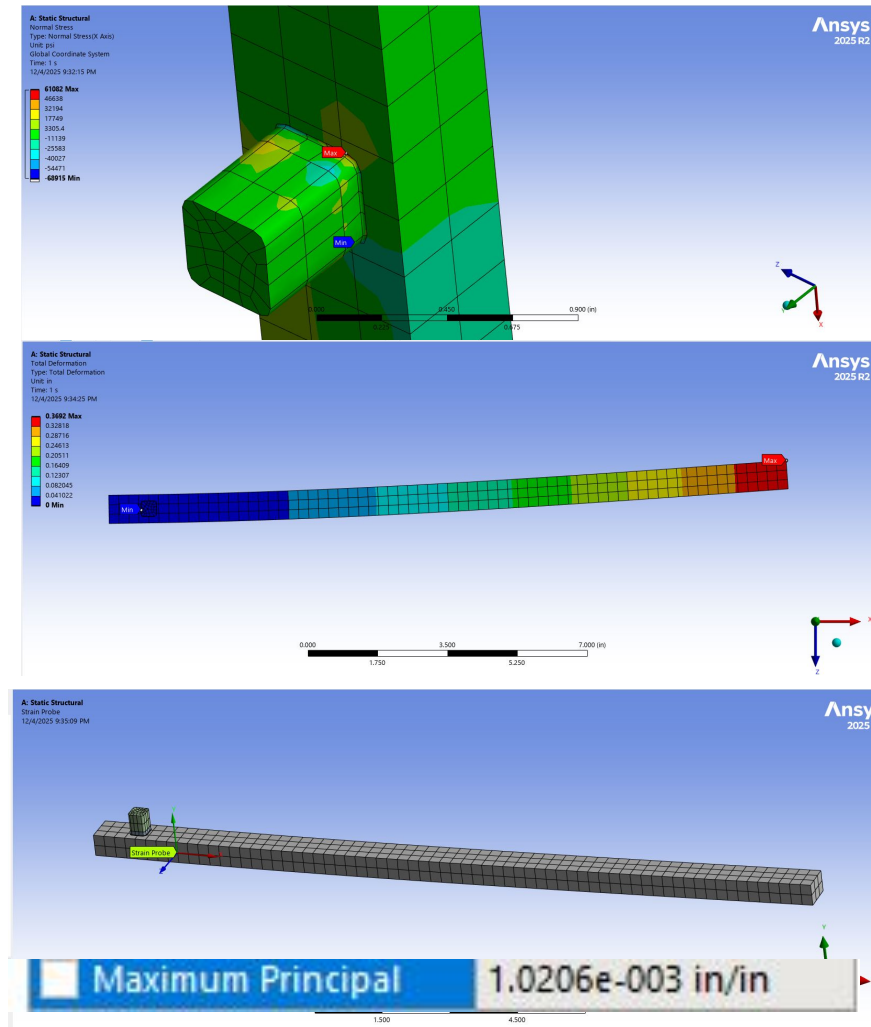 A: Static Structural
Normal Stress
Type: Normal Stress(X Axis)
Unit: psi
Global Coordinate System
Time: 1 s
12/4/2025 9:32:15 PM
61082 Max
46638
32194
17749
3305.4
-11139
-25583
-40027
-54471
-68915 Min
Ansys
2025 R2
Max
Min
0.000
0.450
0.900 (in)
0.225
0.675
Z
X
A: Static Structural
Total Deformation
Type: Total Deformation
Unit: in
Time: 1 s
12/4/2025 9:34:25 PM
0.3692 Max
0.32818
0.28716
0.24613
0.20511
0.16409
0.12307
0.082045
0.041022
0 Min
Ansys
2025 R2
Max
Min
0.000
3.500
7.000 (in)
1.750
5.250
X
Z
A: Static Structural
Strain Probe
12/4/2025 9:35:09 PM
Ansy
2025
Y
Strain Probe
Z
Y
Maximum Principal
1.0206e-003 in/in
1.500
4.500